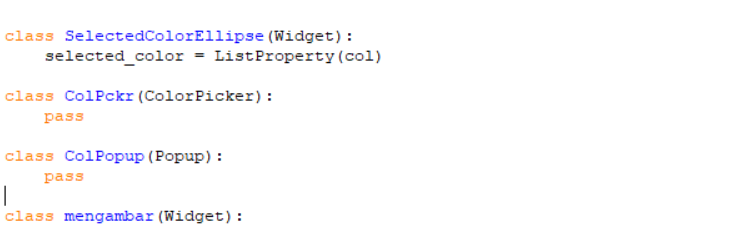 class SelectedColorEllipse(Widget):
    selected_color = ListProperty(col)
class ColPckr(ColorPicker):
    pass
class ColPopup(Popup):
    pass
class mengambar(Widget):